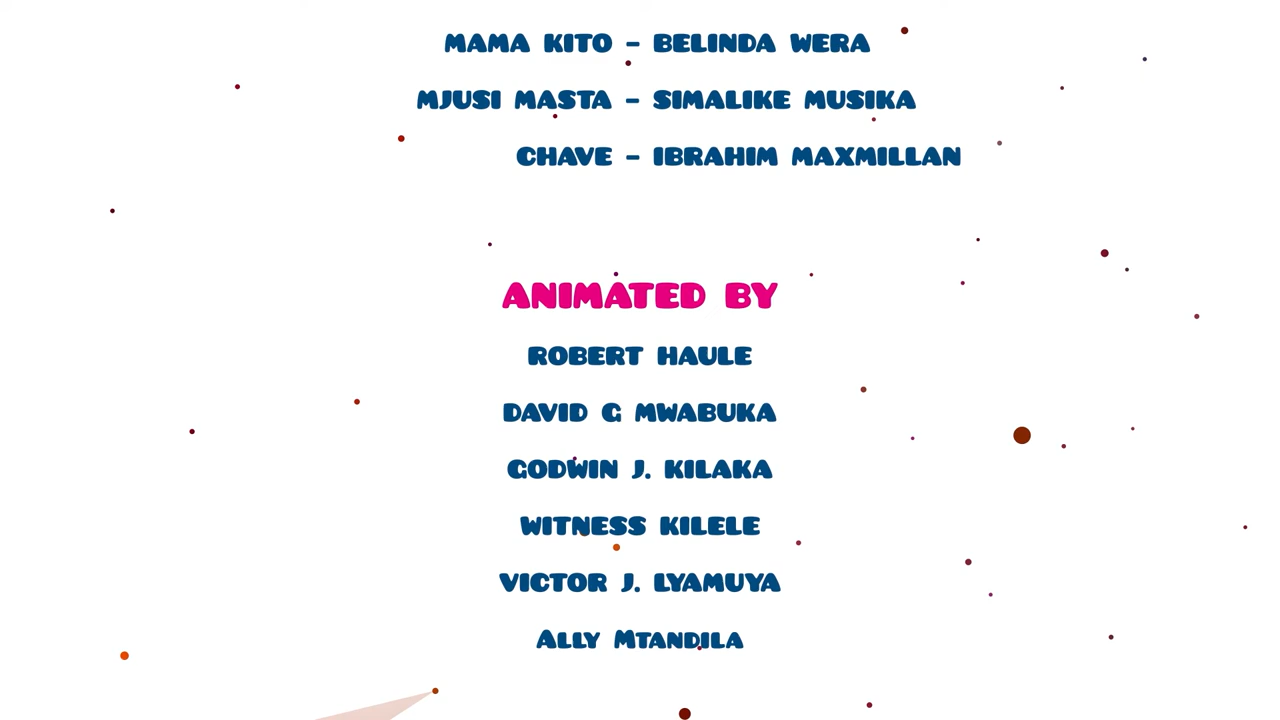 MAMA KITO - BELINDA WERA
MJUSI MASTA - SIMALIKE MUSIKA
CHAVE - IBRAHIM MAXMILLAN
ANIMATED BY
ROBERT HAULE
DAVID G MWABUKA
GODWIN J. KILAKA
WITNESS KILELE
VICTOR J. LYAMUYA
ALLY MTANDILA